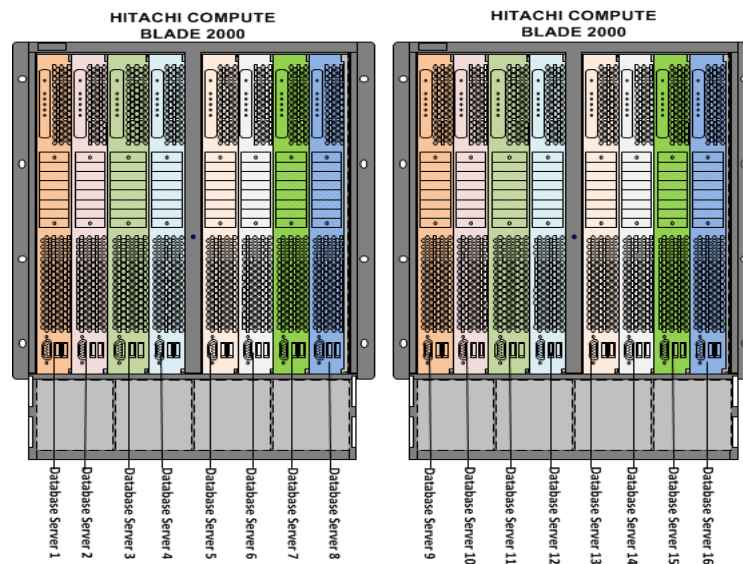 HITACHI COMPUTE
BLADE 2000
HITACHI COMPUTE
BLADE 2000
Database Server 1
Database Server 2
Database Server 3
Database Server 4
Database Server 5
Database Server 6
Database Server 7
Database Server 8
Database Server 9
Database Server 10
Database Server 11
Database Server 12
Database Server 13
Database Server 14
Database Server 15
Database Server 16